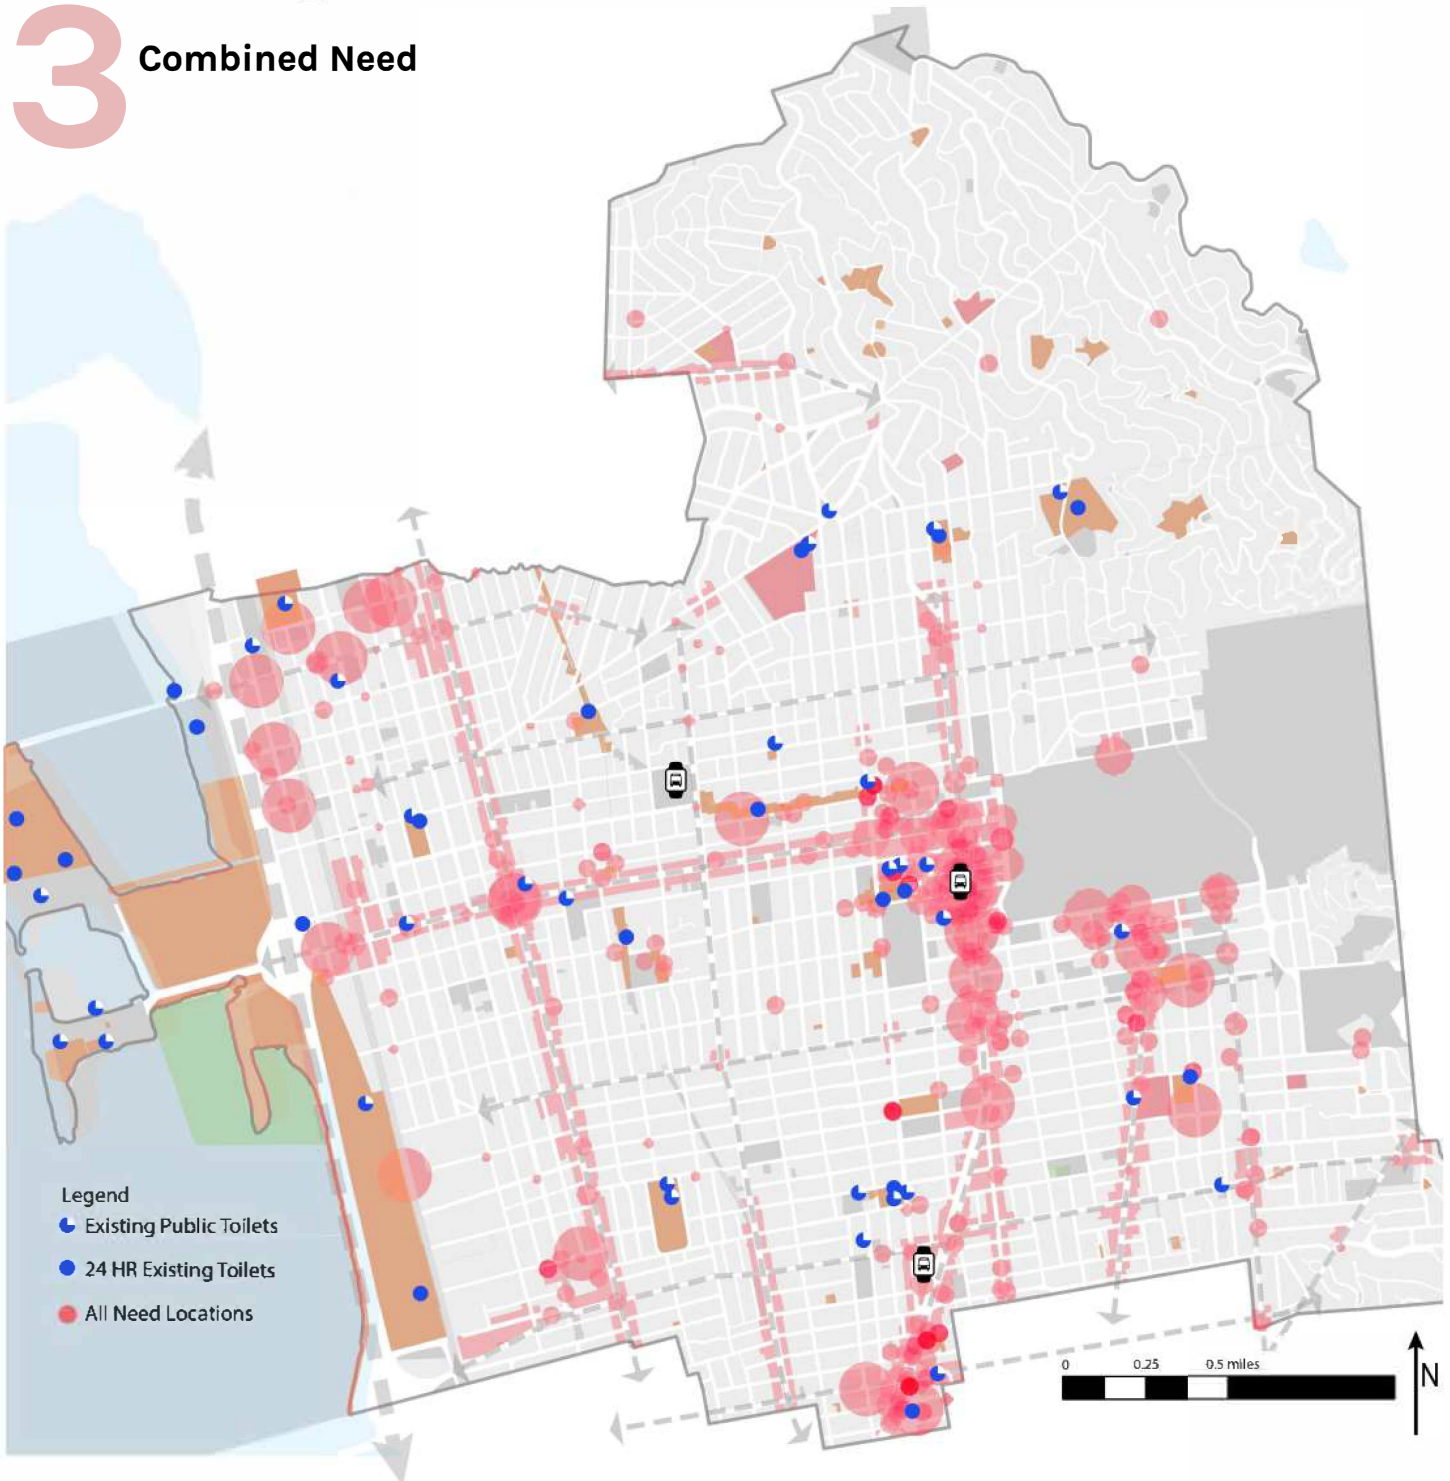 3
Combined Need
Legend
Existing Public Toilets
24 HR Existing Toilets
All Need Locations
0 0.25 0.5 miles
N